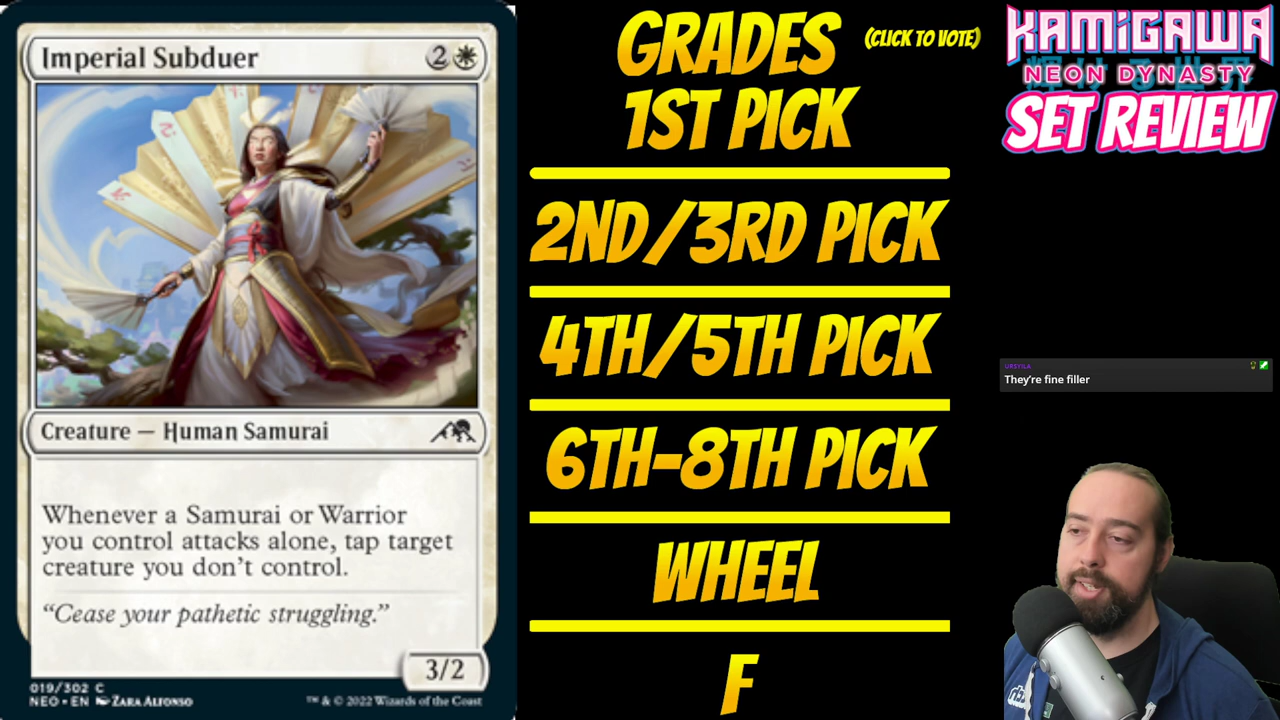 Imperial Subduer
2
Creature — Human Samurai
Whenever a Samurai or Warrior
you control attacks alone, tap target
creature you don't control.
“Cease your pathetic struggling.”
3/2
019/302 C
NEO • EN ZARA ALFONSO
™ & © 2022 Wizards of the Coast
GRADES
(CLICK TO VOTE)
1ST PICK
2ND/3RD PICK
4TH/5TH PICK
6TH-8TH PICK
WHEEL
F
KAMIGAWA
NEON DYNASTY
SET REVIEW
URSYILA
They're fine filler